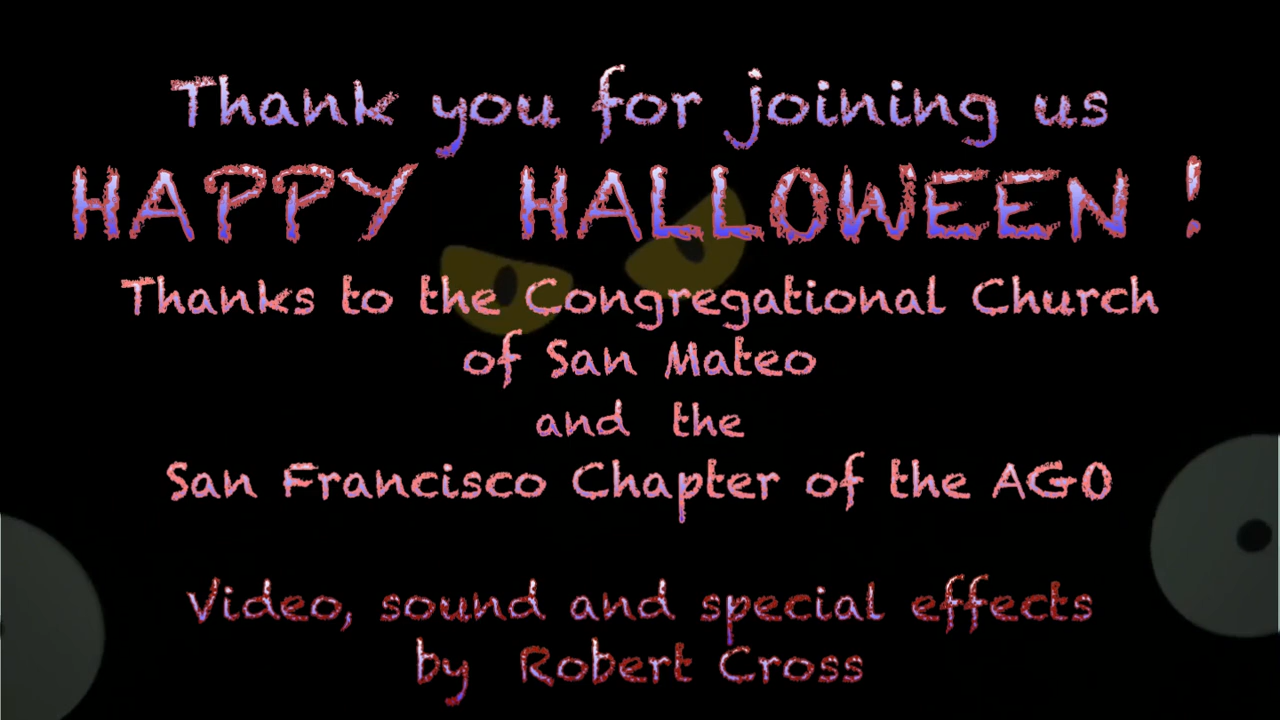 Thank you for joining us
HAPPY HALLOWEEN !
Thanks to the Congregational Church
of San Mateo
and the
San Francisco Chapter of the AGO
Video, sound and special effects
by Robert Cross